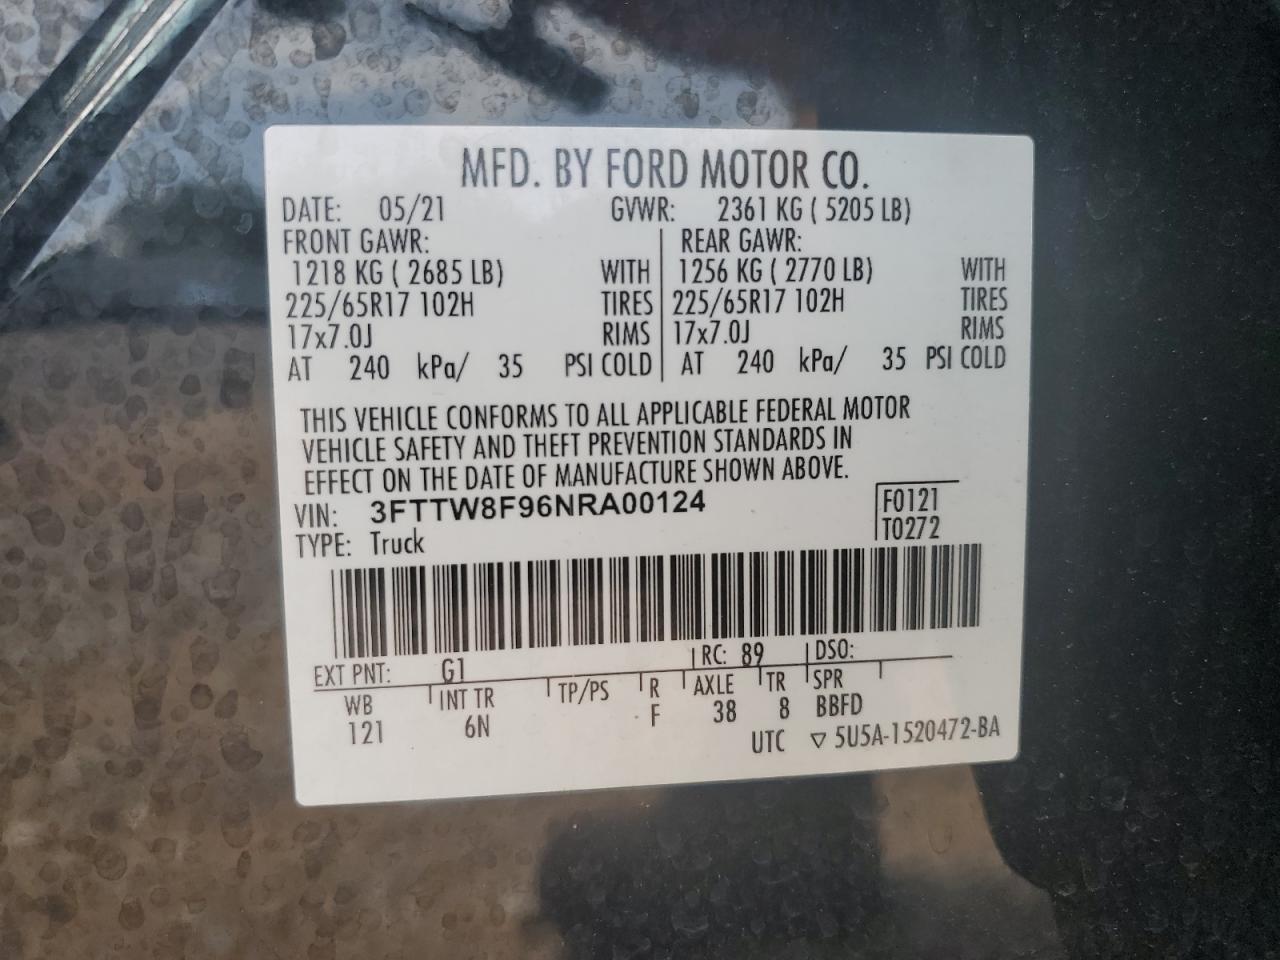 MFD. BY FORD MOTOR CO.
DATE: 05/21 GVWR: 2361 KG ( 5205 LB)
FRONT GAWR: REAR GAWR:
1218 KG ( 2685 LB) WITH 1256 KG ( 2770 LB) WITH
225/65R17 102H TIRES 225/65R17 102H TIRES
17x7.0J RIMS 17x7.0J RIMS
AT 240 kPa/ 35 PSI COLD AT 240 kPa/ 35 PSI COLD
THIS VEHICLE CONFORMS TO ALL APPLICABLE FEDERAL MOTOR
VEHICLE SAFETY AND THEFT PREVENTION STANDARDS IN
EFFECT ON THE DATE OF MANUFACTURE SHOWN ABOVE.
VIN: 3FTTW8F96NRA00124 F0121
TYPE: Truck T0272
EXT PNT: G1 RC: 89 DSO:
WB INT TR TP/PS R AXLE TR SPR
121 6N F 38 8 BBFD
UTC ▽ 5U5A-1520472-BA